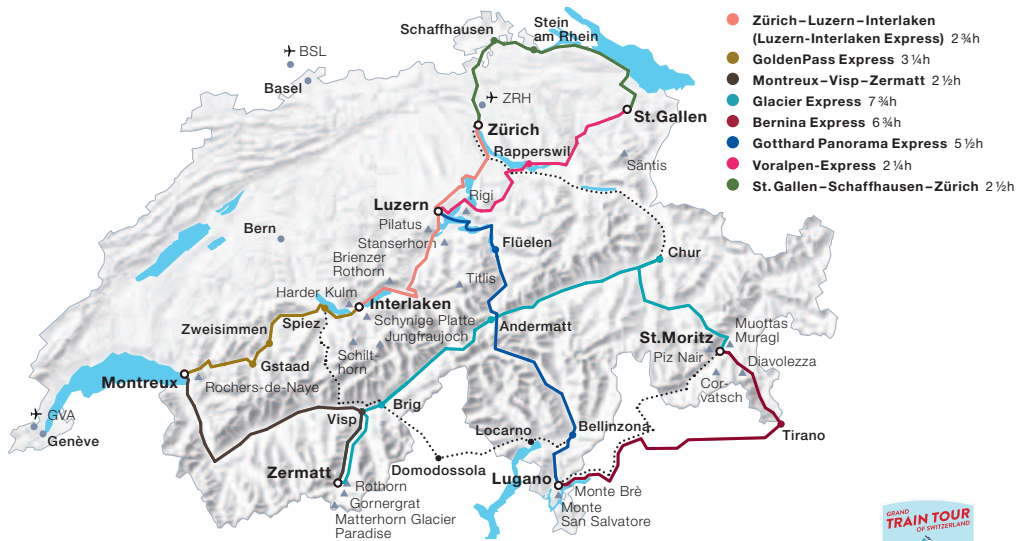 Schaffhausen
Stein
am Rhein
BSL
Basel
ZRH
Zürich
St.Gallen
Rapperswil
Säntis
Rigi
Luzern
Pilatus
Bern
Stanserhorn
Flüelen
Brienzer
Rothorn
Chur
Titlis
Harder Kulm
Interlaken
Zweisimmen
Spiez
Schynige Platte
Andermatt
Jungfraujoch
St.Moritz
Muottas
Muragl
Schilt-
horn
Piz Nair
Diavolezza
Gstaad
Cor-
vatsch
Montreux
Rochers-de-Naye
GVA
Genève
Visp
Brig
Locarno
Bellinzona
Tirano
Domodossola
Zermatt
Lugano
Rothorn
Monte Brè
Gornergrat
Monte
San Salvatore
Matterhorn Glacier
Paradise
Zürich–Luzern–Interlaken
(Luzern-Interlaken Express) 2 ¾h
GoldenPass Express 3 ¼h
Montreux–Visp–Zermatt 2 ½h
Glacier Express 7 ¾h
Bernina Express 6 ¾h
Gotthard Panorama Express 5 ½h
Voralpen-Express 2 ¼h
St. Gallen–Schaffhausen–Zürich 2 ½h
GRAND
TRAIN TOUR
OF SWITZERLAND